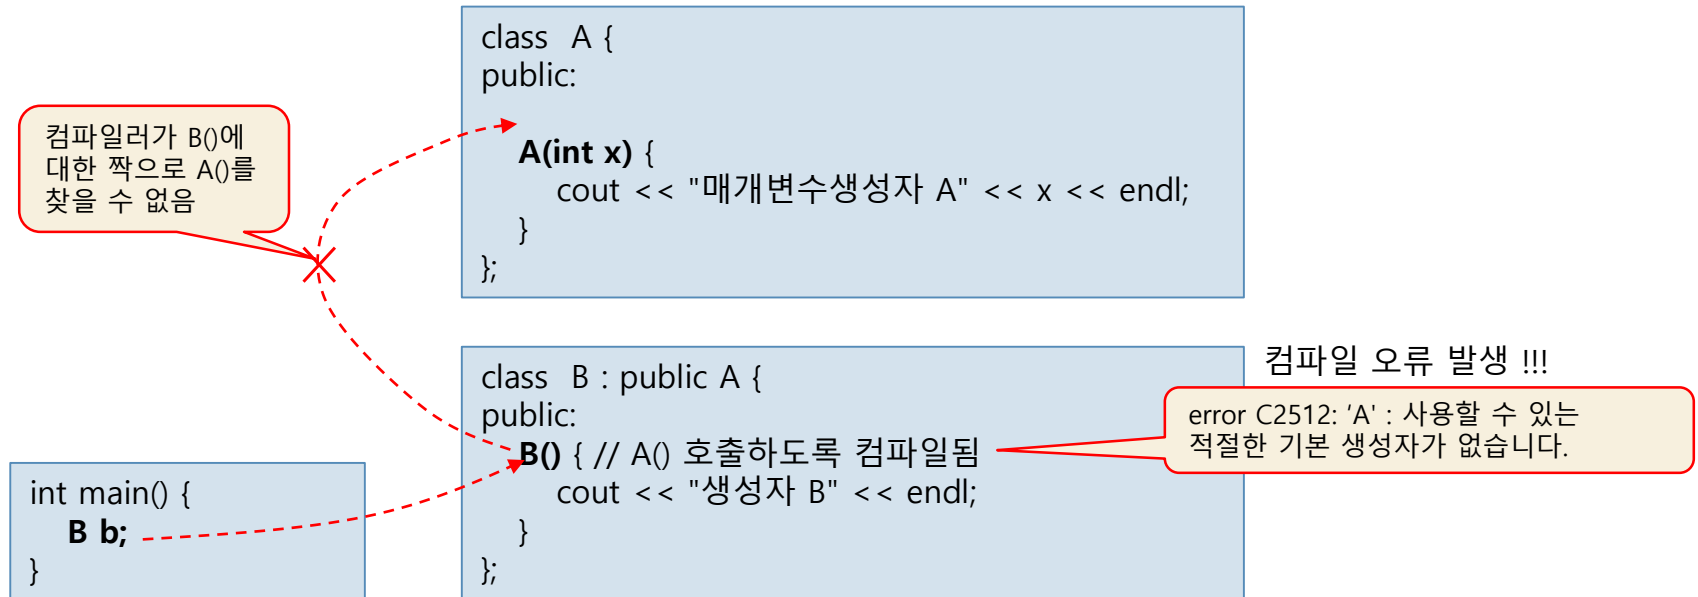 class  A {
public:
A(int x) {
cout << "매개변수생성자 A" << x << endl;
}
};
컴파일러가 B()에
대한 짝으로 A()를
찾을 수 없음
class  B : public A {
public:
B() { // A() 호출하도록 컴파일됨
cout << "생성자 B" << endl;
}
};
컴파일 오류 발생 !!!
error C2512: ‘A' : 사용할 수 있는
적절한 기본 생성자가 없습니다.
int main() {
B b;
}